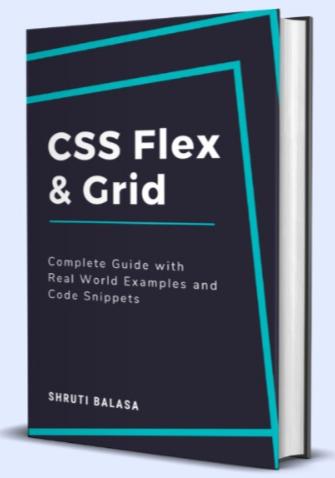 CSS Flex
& Grid
Complete Guide with
Real World Examples and
Code Snippets
SHRUTI BALASA